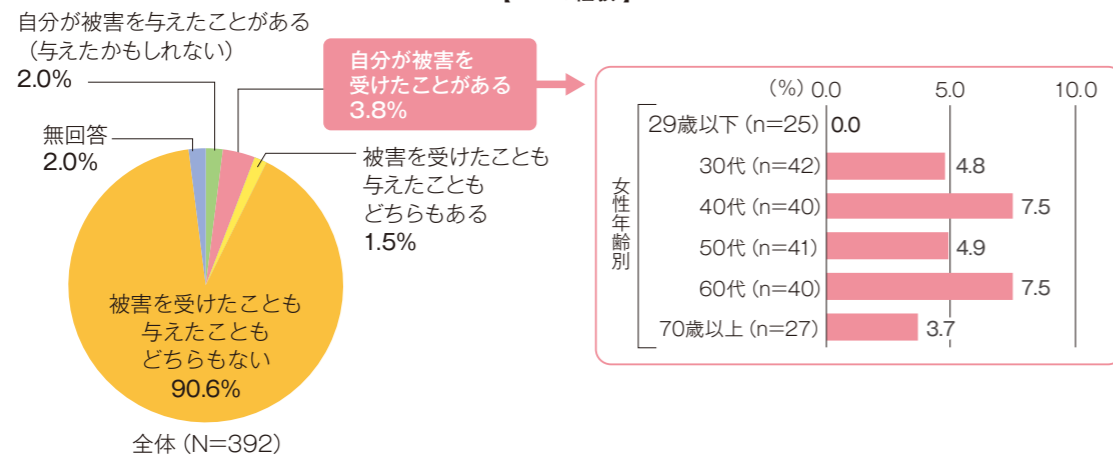 自分が被害を与えたことがある
（与えたかもしれない）
2.0%
自分が被害を
受けたことがある
3.8%
無回答
2.0%
被害を受けたことも
与えたことも
どちらもある
1.5%
被害を受けたことも
与えたことも
どちらもない
90.6%
全体（N=392）
（%） 0.0 5.0 10.0
女性年齢別
29歳以下（n=25） 0.0
30代（n=42） 4.8
40代（n=40） 7.5
50代（n=41） 4.9
60代（n=40） 7.5
70歳以上（n=27） 3.7